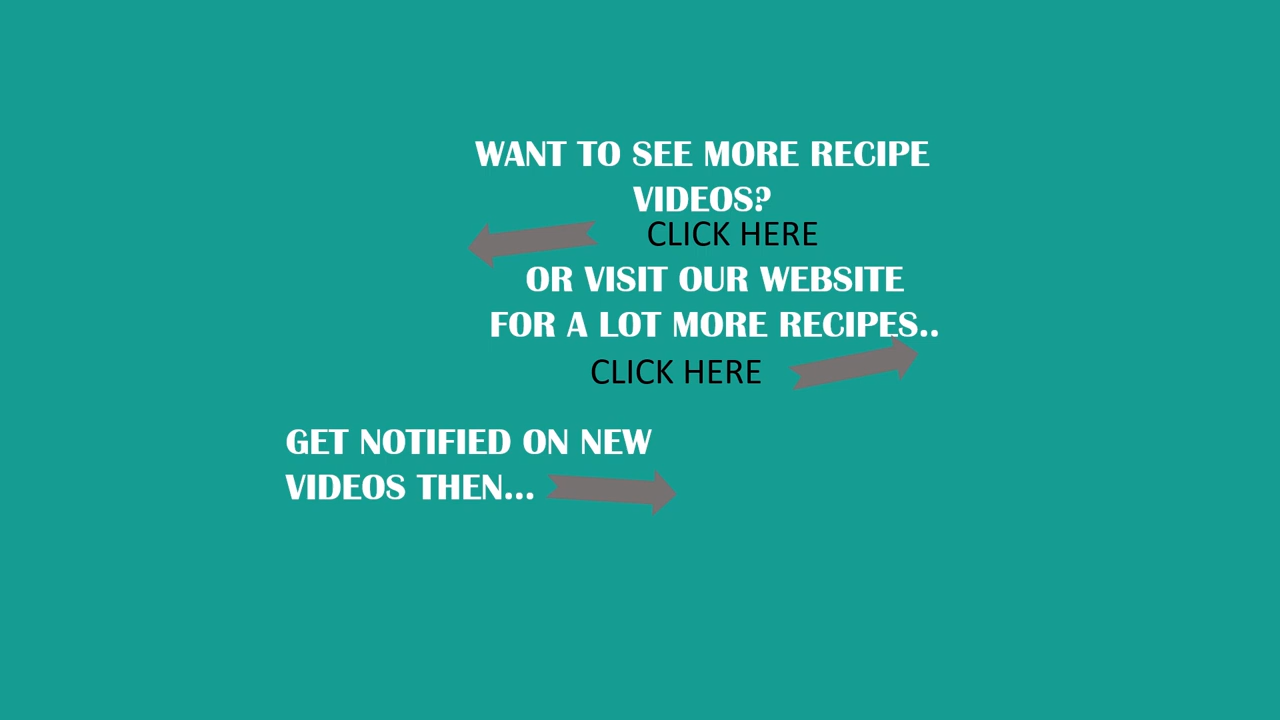 WANT TO SEE MORE RECIPE
VIDEOS?
CLICK HERE
OR VISIT OUR WEBSITE
FOR A LOT MORE RECIPES..
CLICK HERE
GET NOTIFIED ON NEW
VIDEOS THEN...